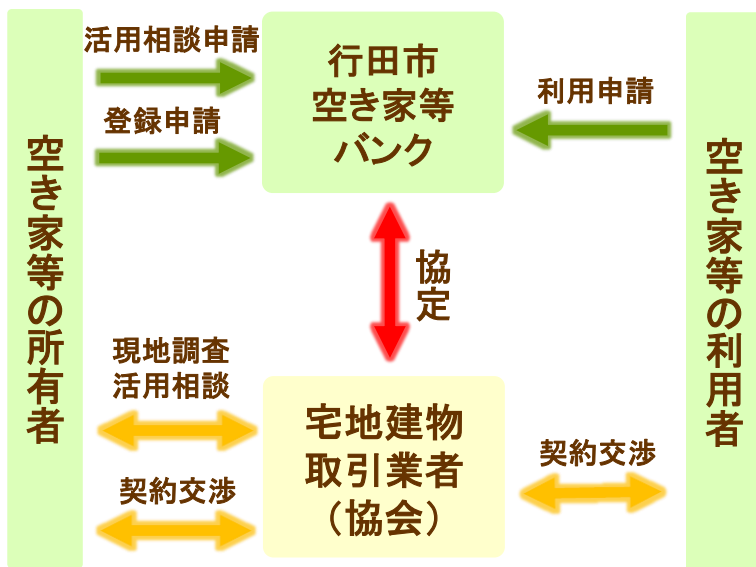 空き家等の所有者
活用相談申請
登録申請
行田市
空き家等
バンク
利用申請
空き家等の利用者
協定
現地調査
活用相談
契約交渉
宅地建物
取引業者
（協会）
契約交渉